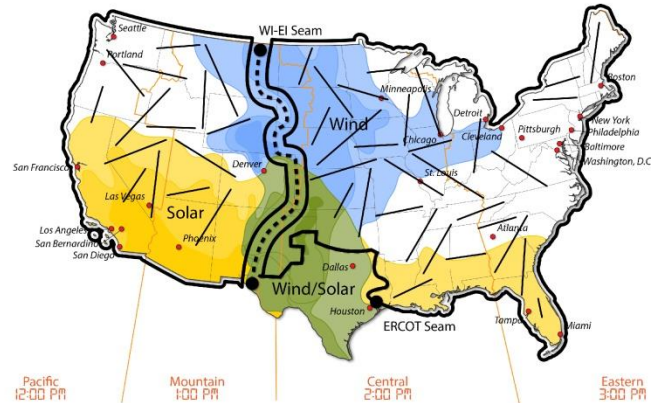 WI-EI Seam
Seattle
Portland
Minneapolis
Boston
Detroit
New York
Wind
Chicago
Cleveland
Pittsburgh
Philadelphia
Baltimore
Washington, D.C
San Francisco
Denver
St. Louis
Las Vegas
Solar
Los Angeles
Phoenix
San Bernardino
San Diego
Atlanta
Dallas
Wind/Solar
Houston
ERCOT Seam
Tampa
Miami
Pacific
12:00 PM
Mountain
1:00 PM
Central
2:00 PM
Eastern
3:00 PM